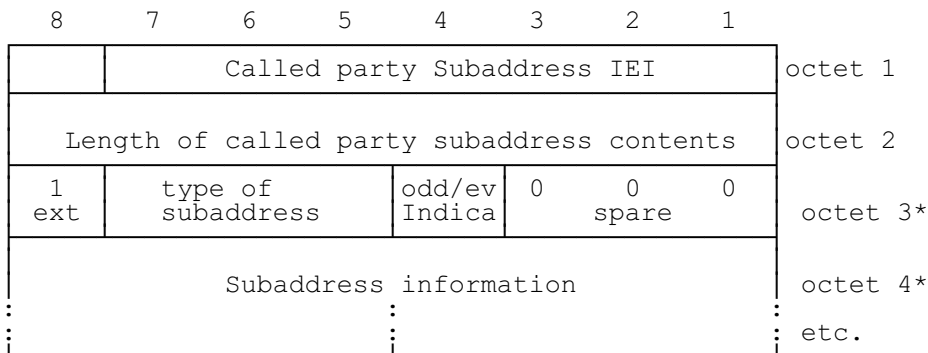 8 7 6 5 4 3 2 1
Called party Subaddress IEI octet 1
Length of called party subaddress contents octet 2
1 type of odd/ev 0 0 0
ext subaddress Indica spare octet 3*
Subaddress information octet 4*
: : :
: : : etc.